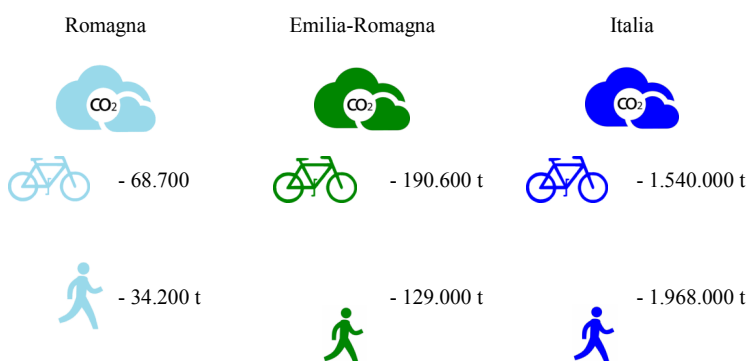 Romagna Emilia-Romagna Italia
CO2 CO2 CO2
- 68.700 - 190.600 t - 1.540.000 t
- 34.200 t - 129.000 t - 1.968.000 t